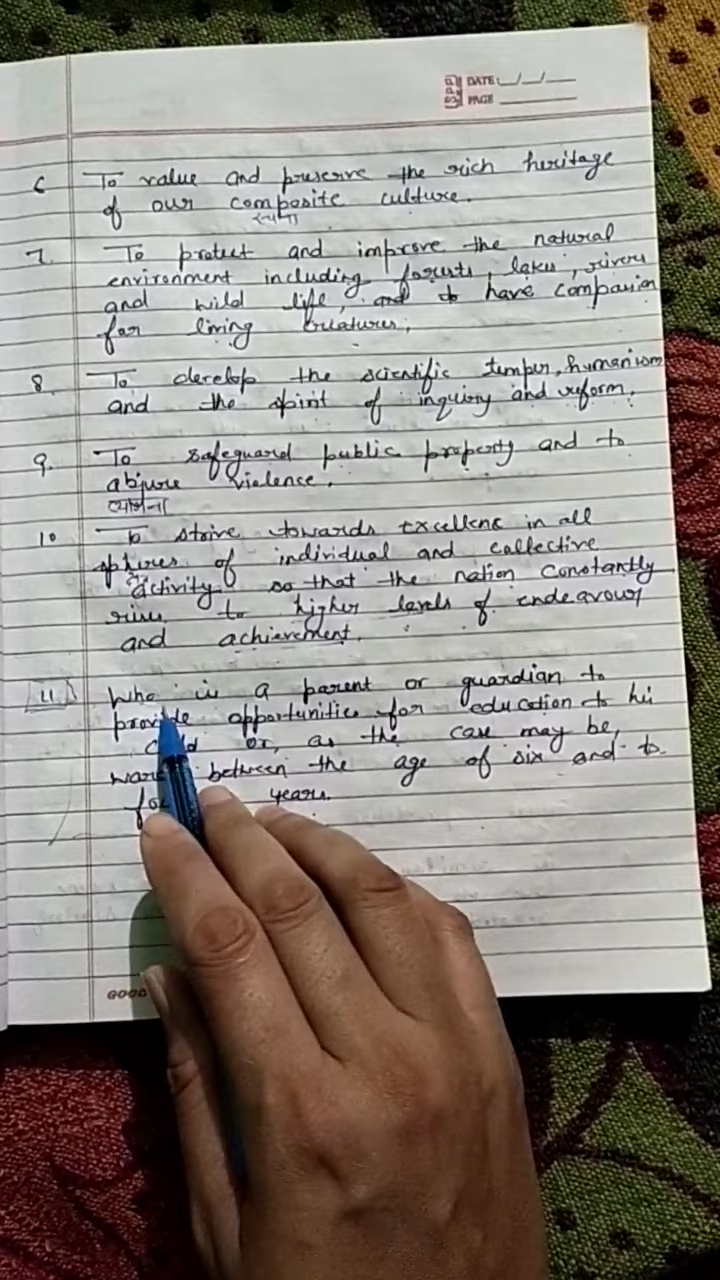 Saj DATE
PAGE
6 To value and preserve the rich heritage
of our composite culture.
7. To protect and improve the natural
environment including forests, lakes, rivers
and wild life, and to have compassion
for living creatures;
8. To develop the scientific temper, humanism
and the spirit of inquiry and reform.
9. To safeguard public property and to
abjure violence.
10 To strive towards excellenc in all
spheres of individual and collective
activity so that the nation constantly
rises to higher levels of endeavour
and achievement.
11 Who is a parent or guardian to
provide opportunities for education to his
or, as the case may be,
between the age of six and to
years.
GOOD